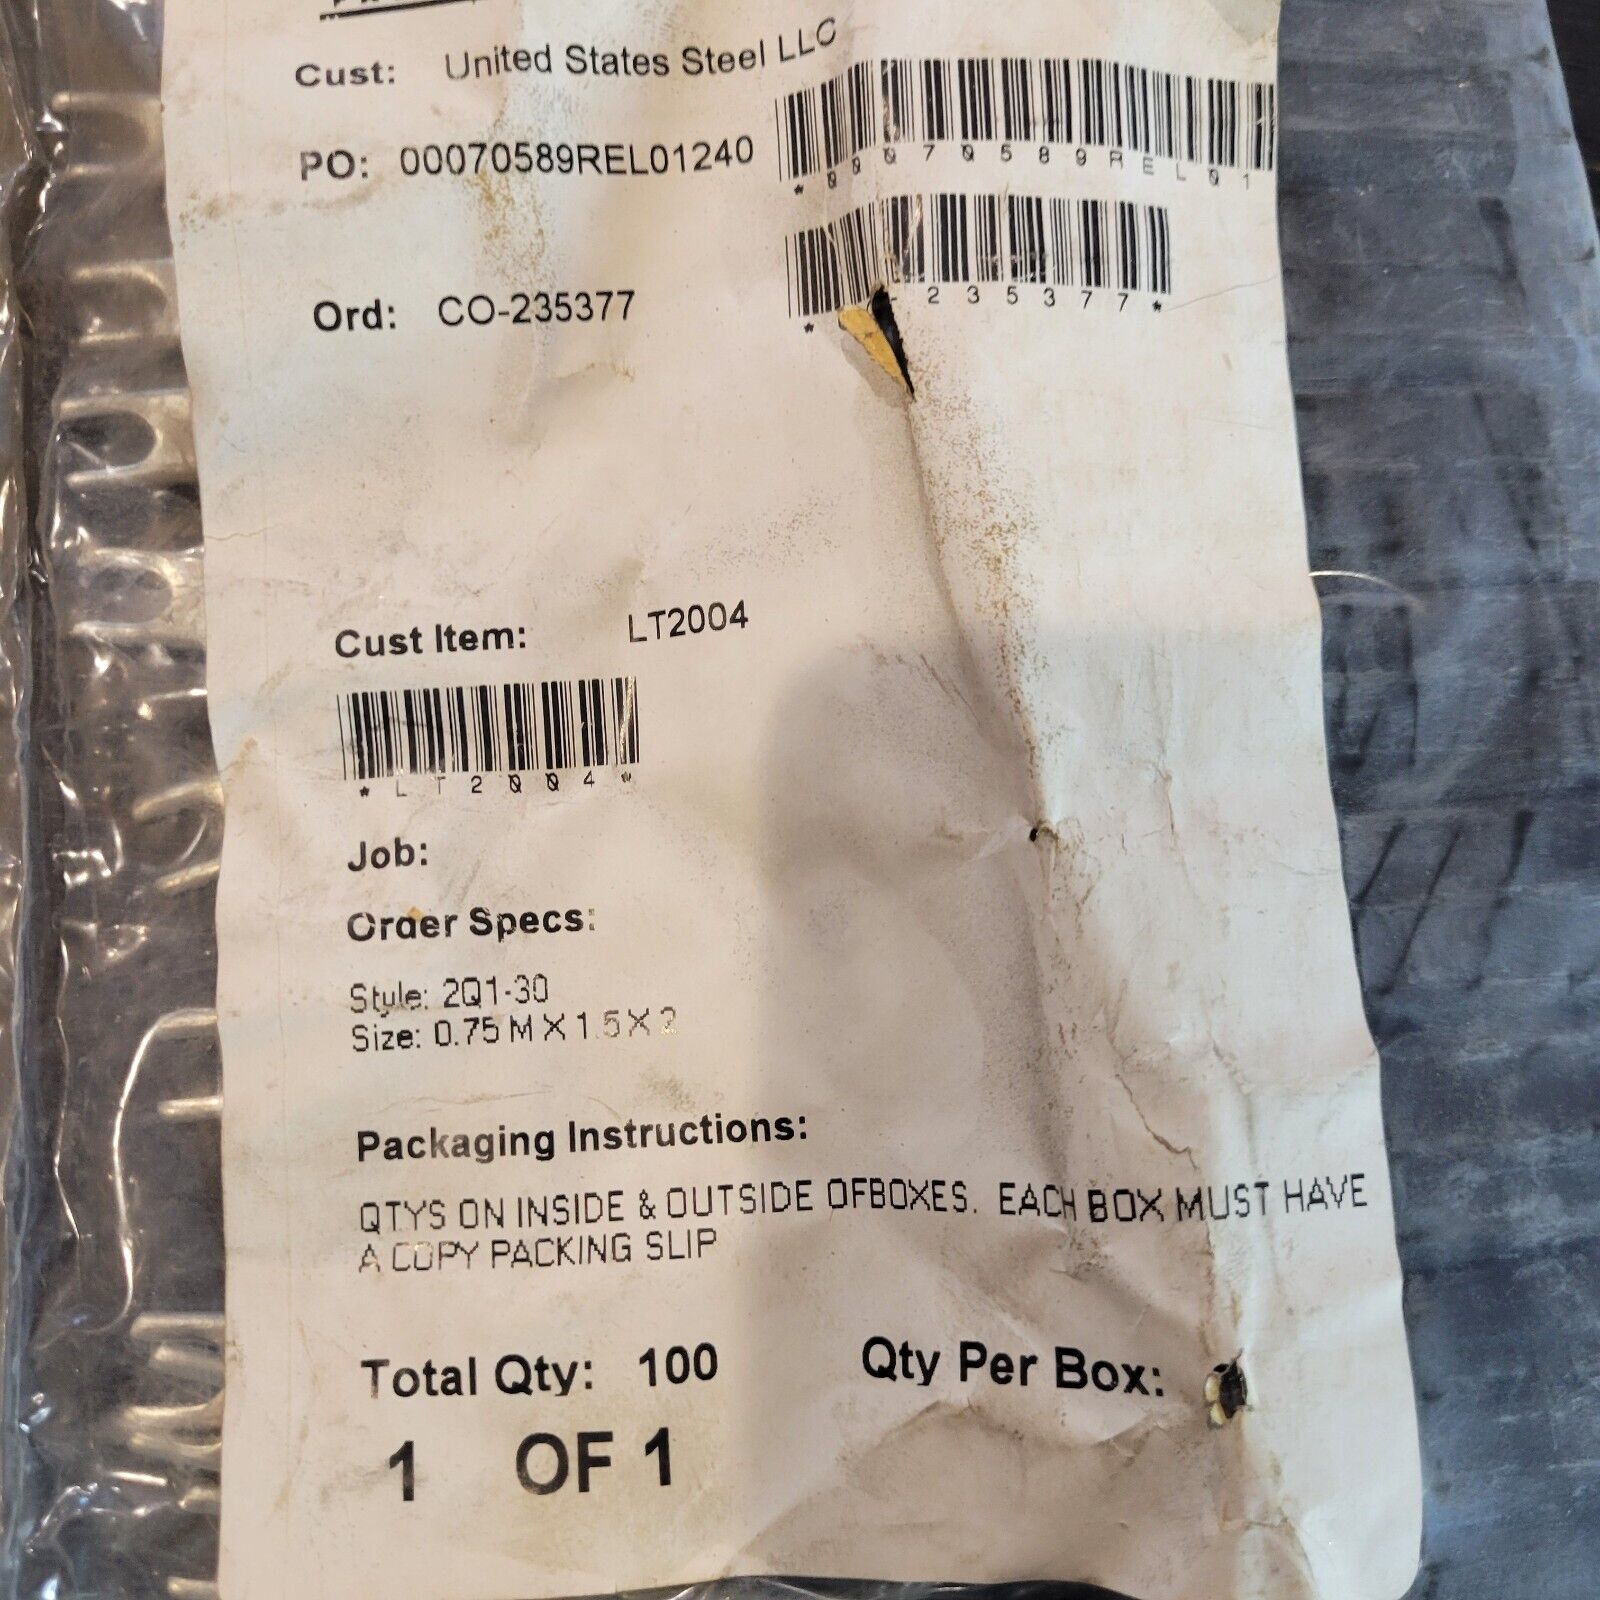 Cust: United States Steel LLC
PO: 00070589REL01240
*00070589REL01
Ord: CO-235377
*
-235377*
Cust Item: LT2004
*LT2004*
Job:
Order Specs:
Style: 2Q1-30
Size: 0.75 M X 1.5 X 2
Packaging Instructions:
QTYS ON INSIDE & OUTSIDE OFBOXES. EACH BOX MUST HAVE
A COPY PACKING SLIP
Total Qty: 100 Qty Per Box:
1 OF 1